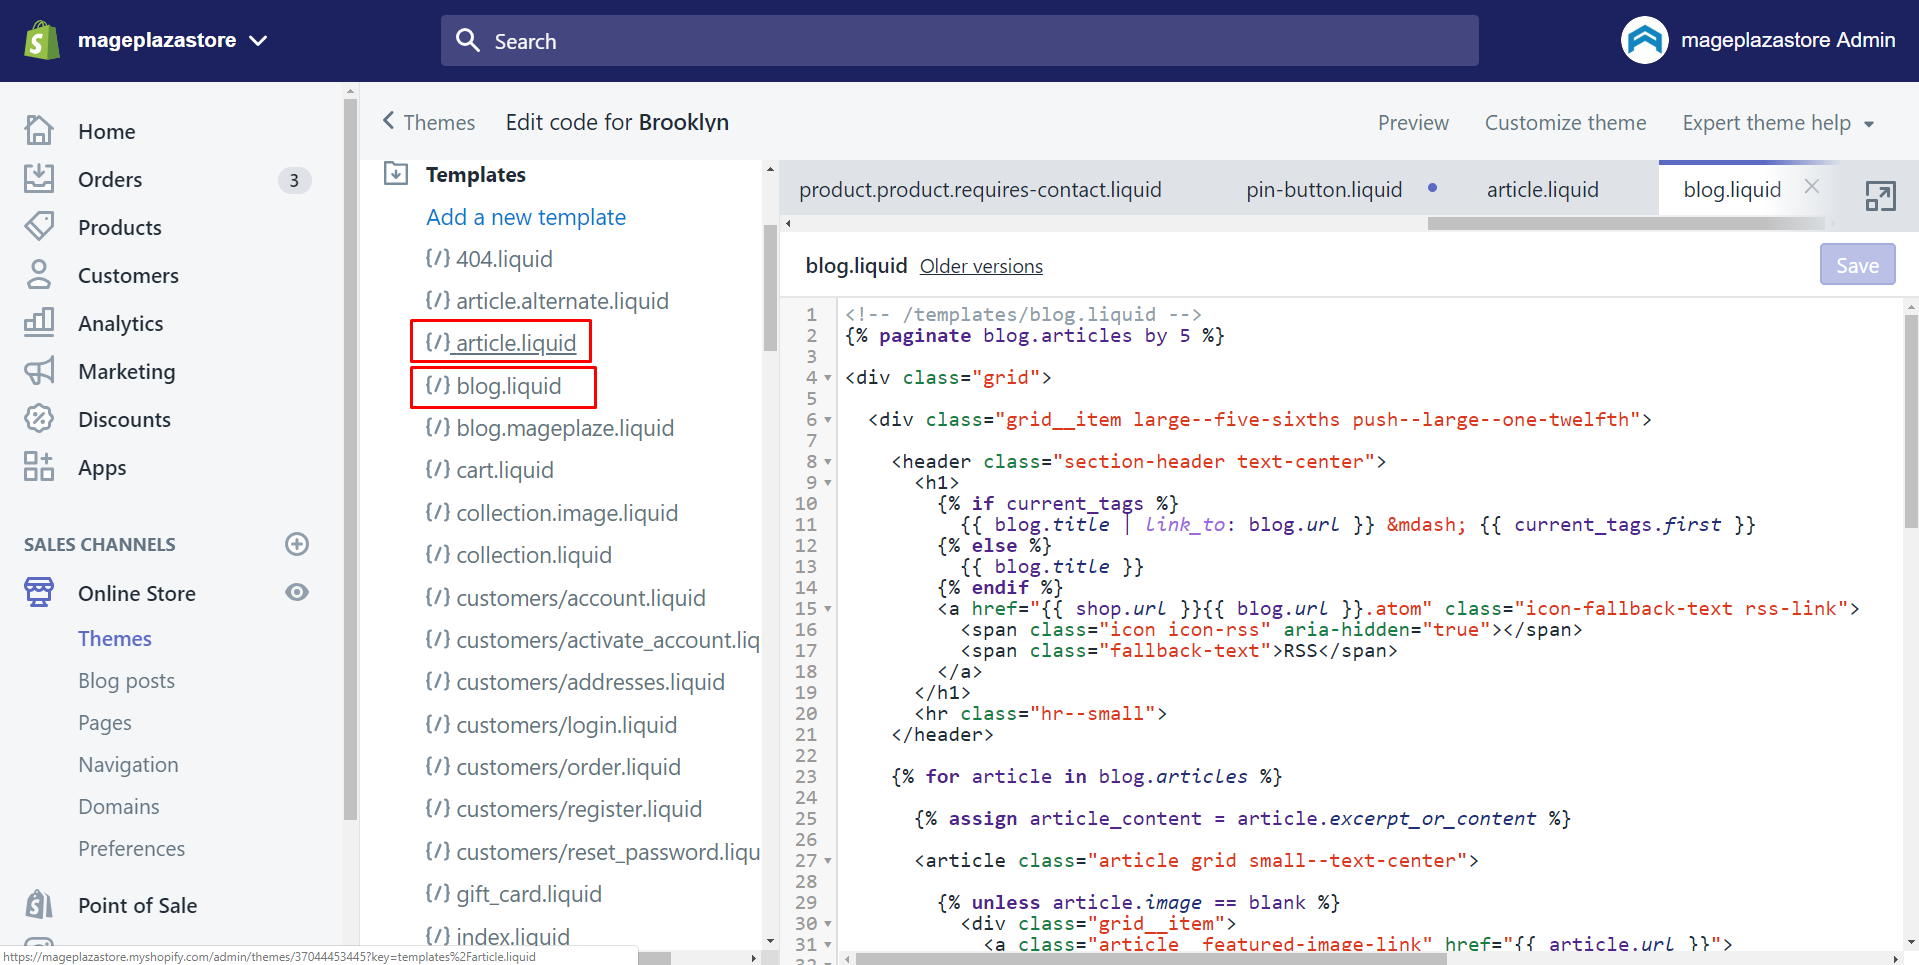 mageplazastore
Search
mageplazastore Admin
Home
Orders 3
Products
Customers
Analytics
Marketing
Discounts
Apps
SALES CHANNELS
Online Store
Themes
Blog posts
Pages
Navigation
Domains
Preferences
Point of Sale
Themes
Edit code for Brooklyn
Preview
Customize theme
Expert theme help
Templates
Add a new template
{/} 404.liquid
{/} article.alternate.liquid
{/} article.liquid
{/} blog.liquid
{/} blog.mageplaze.liquid
{/} cart.liquid
{/} collection.image.liquid
{/} collection.liquid
{/} customers/account.liquid
{/} customers/activate_account.liq
{/} customers/addresses.liquid
{/} customers/login.liquid
{/} customers/order.liquid
{/} customers/register.liquid
{/} customers/reset_password.liqu
{/} gift_card.liquid
{/} index.liquid
product.product.requires-contact.liquid
pin-button.liquid
article.liquid
blog.liquid
blog.liquid Older versions
Save
1 <!-- /templates/blog.liquid -->
2 {% paginate blog.articles by 5 %}
3
4 <div class="grid">
5
6 <div class="grid__item large--five-sixths push--large--one-twelfth">
7
8 <header class="section-header text-center">
9 <h1>
10 {% if current_tags %}
11 {{ blog.title | link_to: blog.url }} &mdash; {{ current_tags.first }}
12 {% else %}
13 {{ blog.title }}
14 {% endif %}
15 <a href="{{ shop.url }}{{ blog.url }}.atom" class="icon-fallback-text rss-link">
16 <span class="icon icon-rss" aria-hidden="true"></span>
17 <span class="fallback-text">RSS</span>
18 </a>
19 </h1>
20 <hr class="hr--small">
21 </header>
22
23 {% for article in blog.articles %}
24
25 {% assign article_content = article.excerpt_or_content %}
26
27 <article class="article grid small--text-center">
28
29 {% unless article.image == blank %}
30 <div class="grid__item">
31 <a class="article__featured-image-link" href="{{ article.url }}">
32
https://mageplazastore.myshopify.com/admin/themes/37044453445?key=templates%2Farticle.liquid